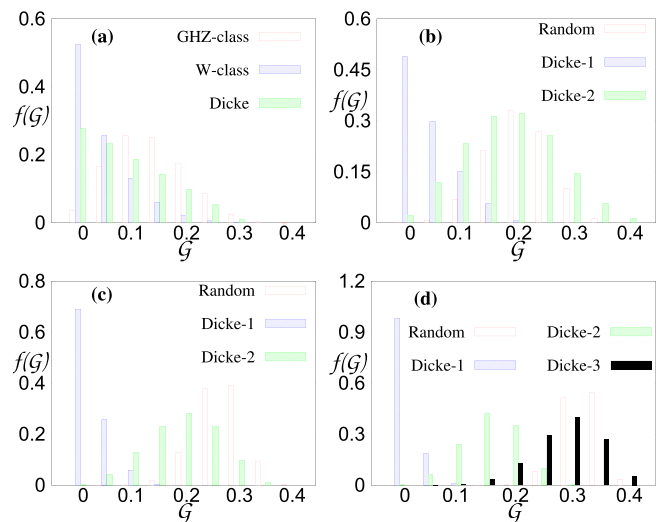 (a)
GHZ-class
W-class
Dicke
0.6
0.4
0.2
0
f(G)
0 0.1 0.2 0.3 0.4
G
(b)
Random
Dicke-1
Dicke-2
0.6
0.45
0.3
0.15
0
f(G)
0 0.1 0.2 0.3 0.4
G
(c)
Random
Dicke-1
Dicke-2
0.8
0.6
0.4
0.2
0
f(G)
0 0.1 0.2 0.3 0.4
G
(d)
Random Dicke-2
Dicke-1 Dicke-3
1.2
0.9
0.6
0.3
0
f(G)
0 0.1 0.2 0.3 0.4
G